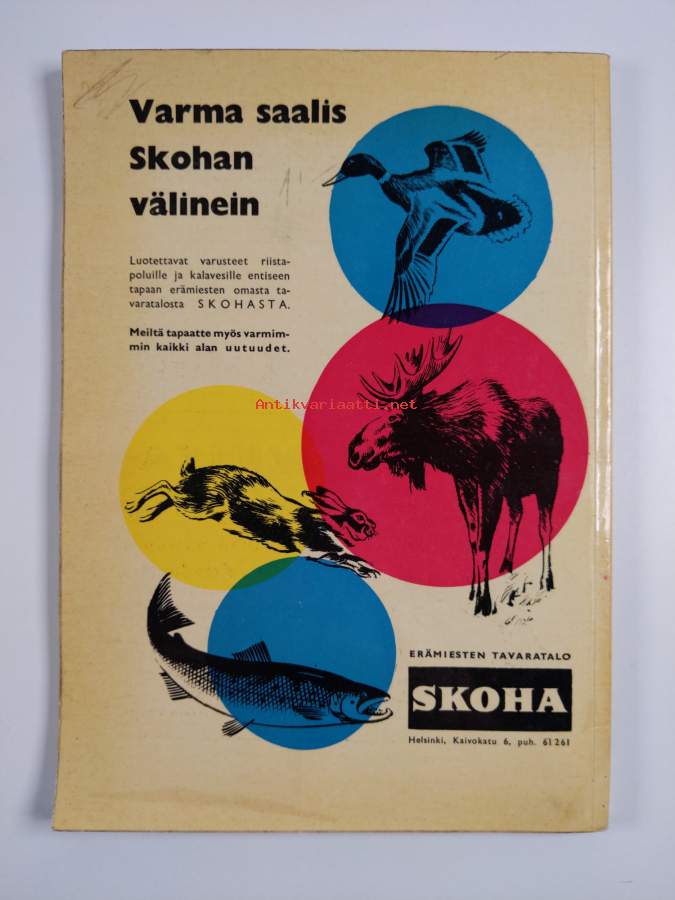 Varma saalis
Skohan
välinein
Luotettavat varusteet riista-
poluille ja kalavesille entiseen
tapaan erämiesten omasta ta-
varatalosta SKOHASTA.
Meiltä tapaatte myös varmim-
min kaikki alan uutuudet.
Antikvariaatti.net
ERÄMIESTEN TAVARATALO
SKOHA
Helsinki, Kaivokatu 6, puh. 61 261